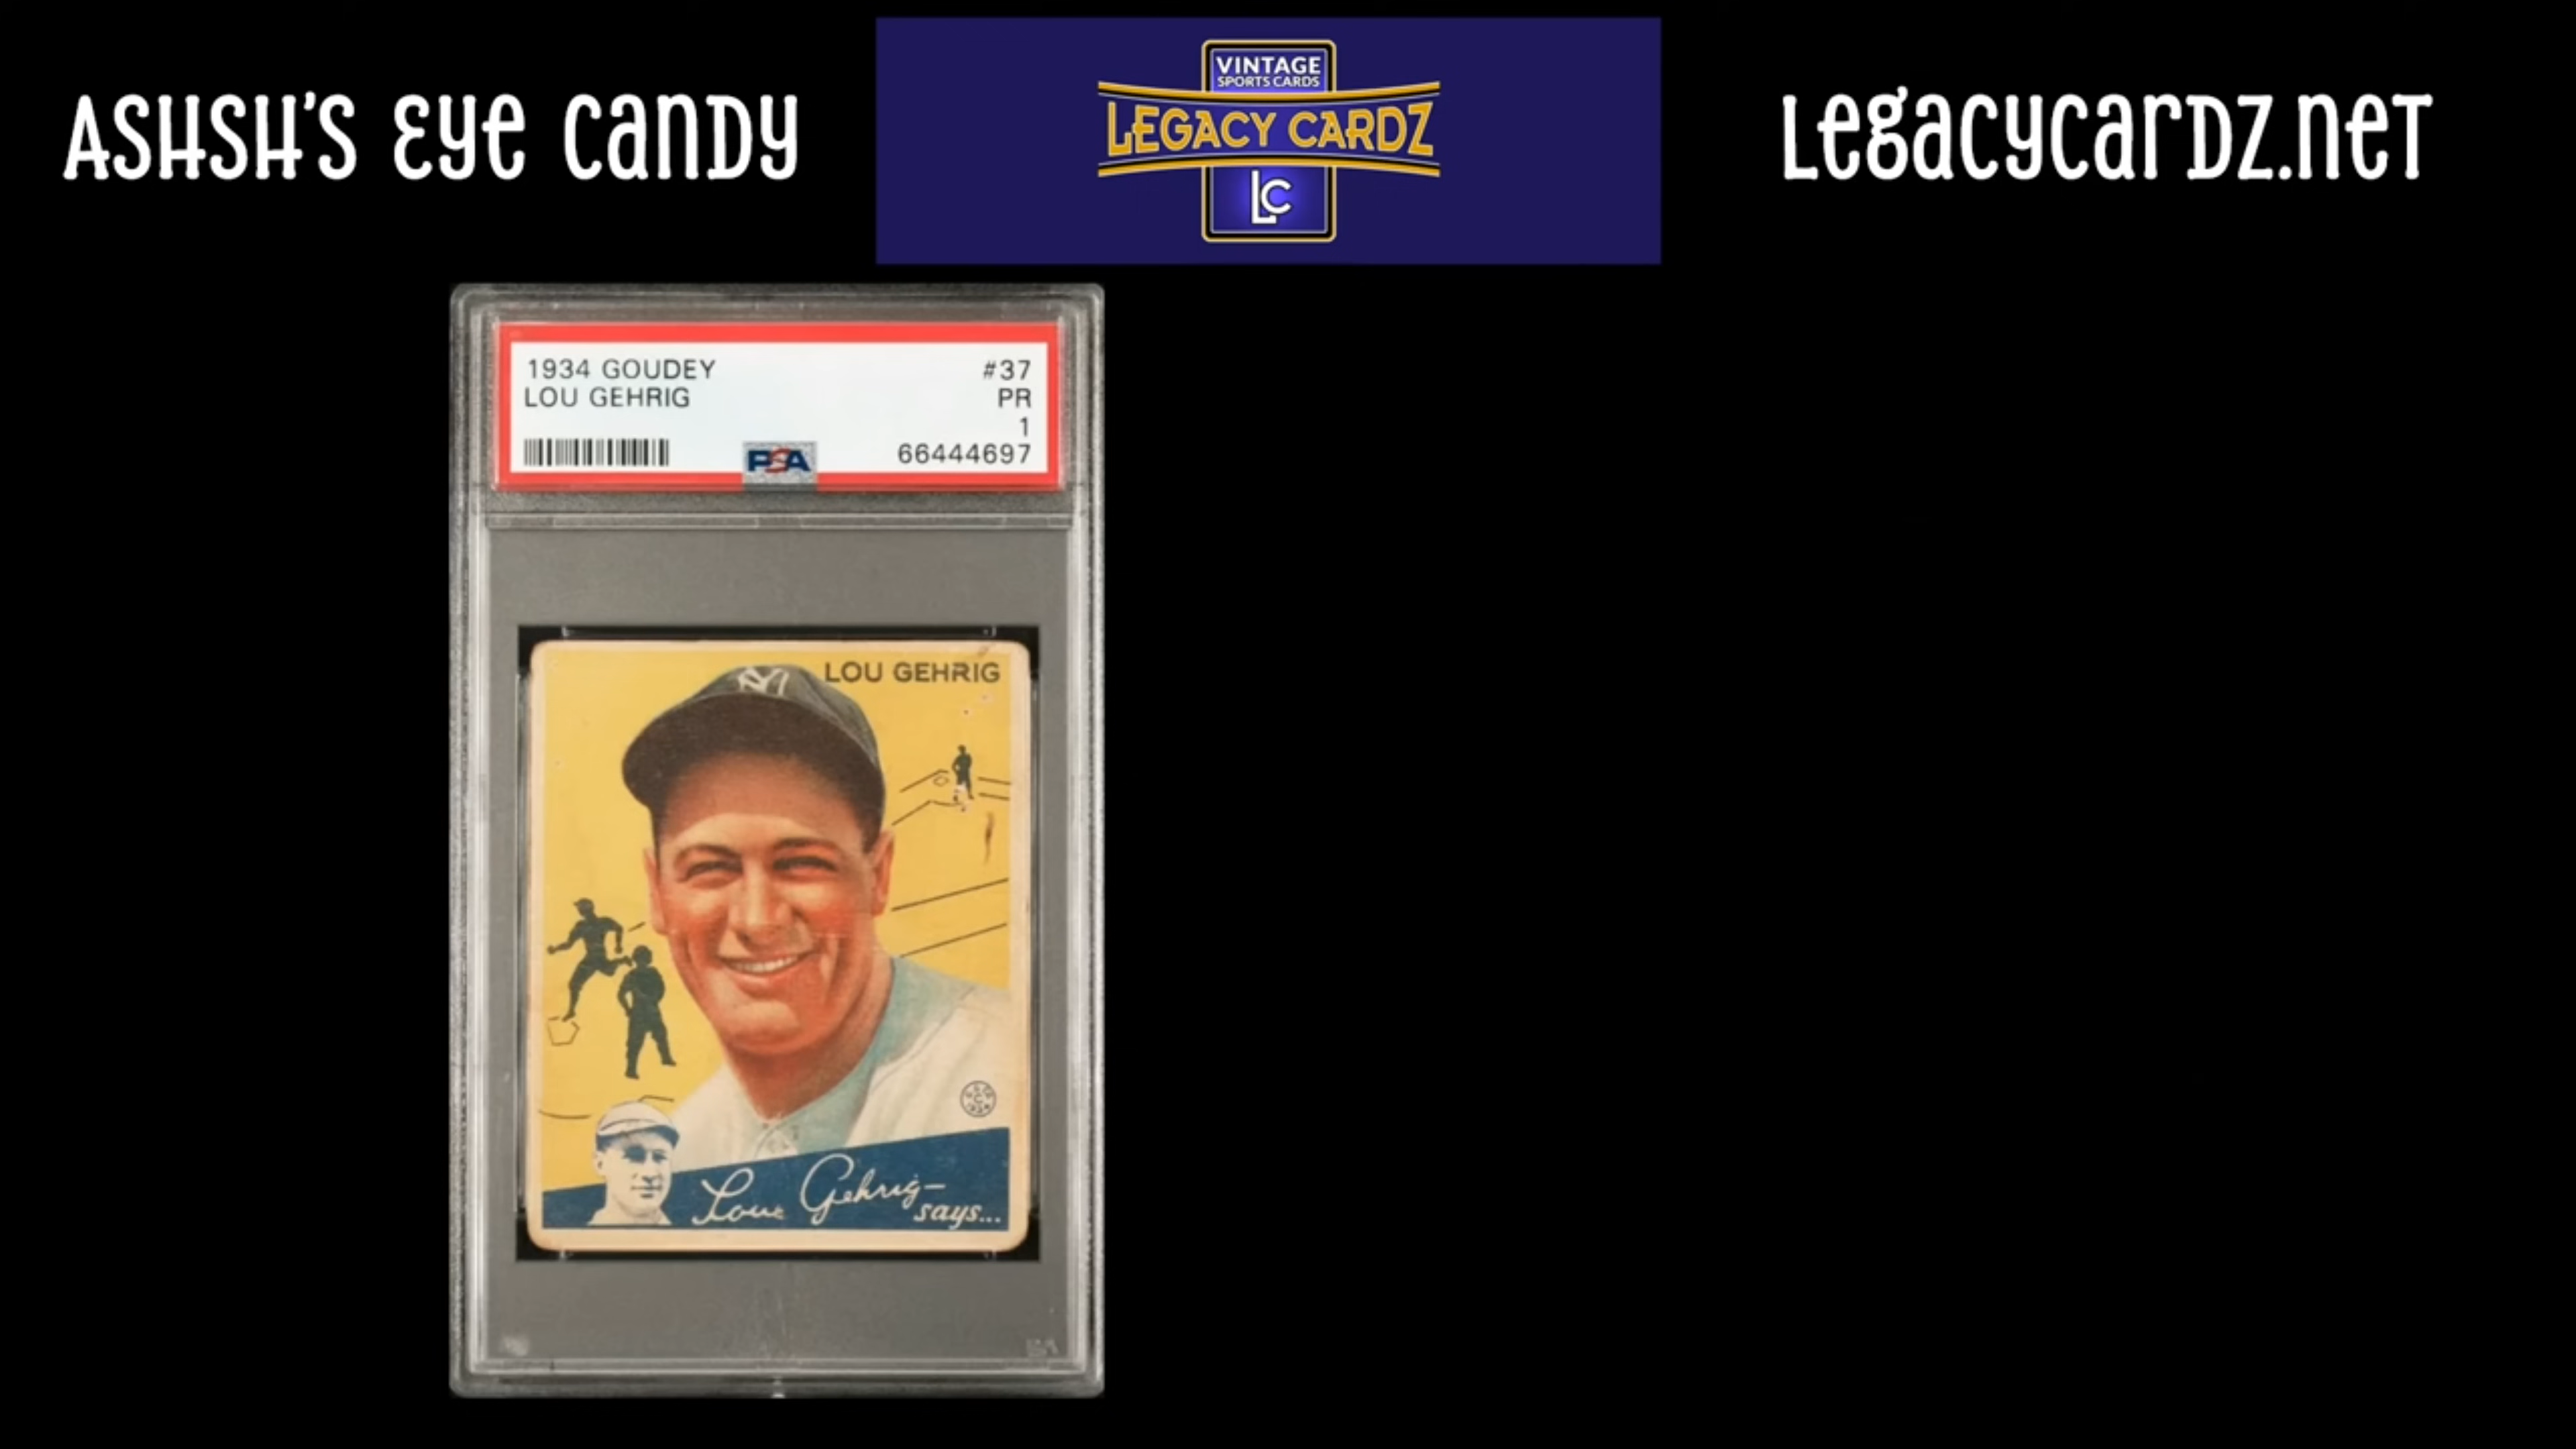 ASHSH'S EYE CANDY
VINTAGE
SPORTS CARDS
LEGACY CARDZ
LC
LEGACYCARDZ.NET
1934 GOUDEY #37
LOU GEHRIG PR
1
PSA 66444697
LOU GEHRIG
Lou Gehrig—
says...